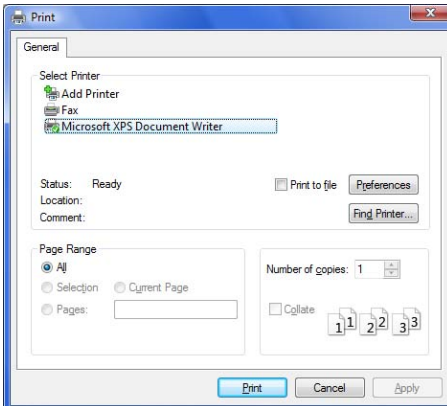 Print
General
Select Printer
Add Printer
Fax
Microsoft XPS Document Writer
Status: Ready
Print to file
Preferences
Location:
Comment:
Find Printer...
Page Range
All
Selection
Current Page
Pages:
Number of copies: 1
Collate
1 1 2 2 3 3
Print
Cancel
Apply